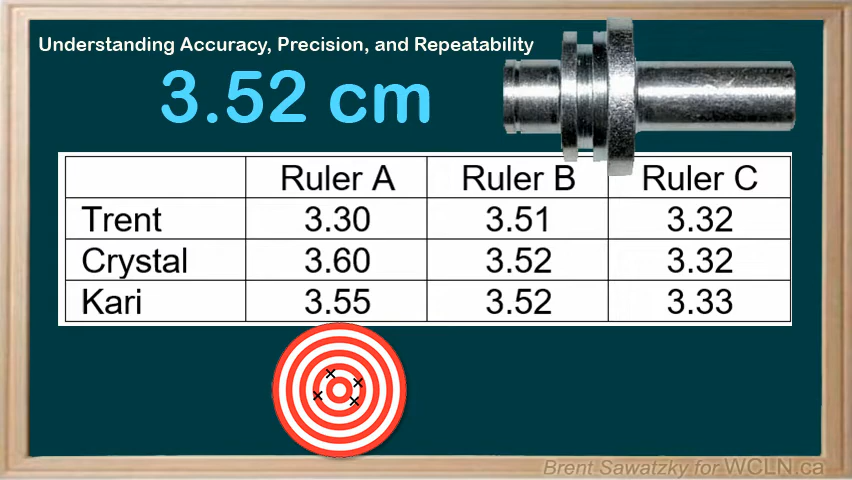 Understanding Accuracy, Precision, and Repeatability
3.52 cm
Ruler A Ruler B Ruler C
Trent 3.30 3.51 3.32
Crystal 3.60 3.52 3.32
Kari 3.55 3.52 3.33
Brent Sawatzky for WCLN.ca